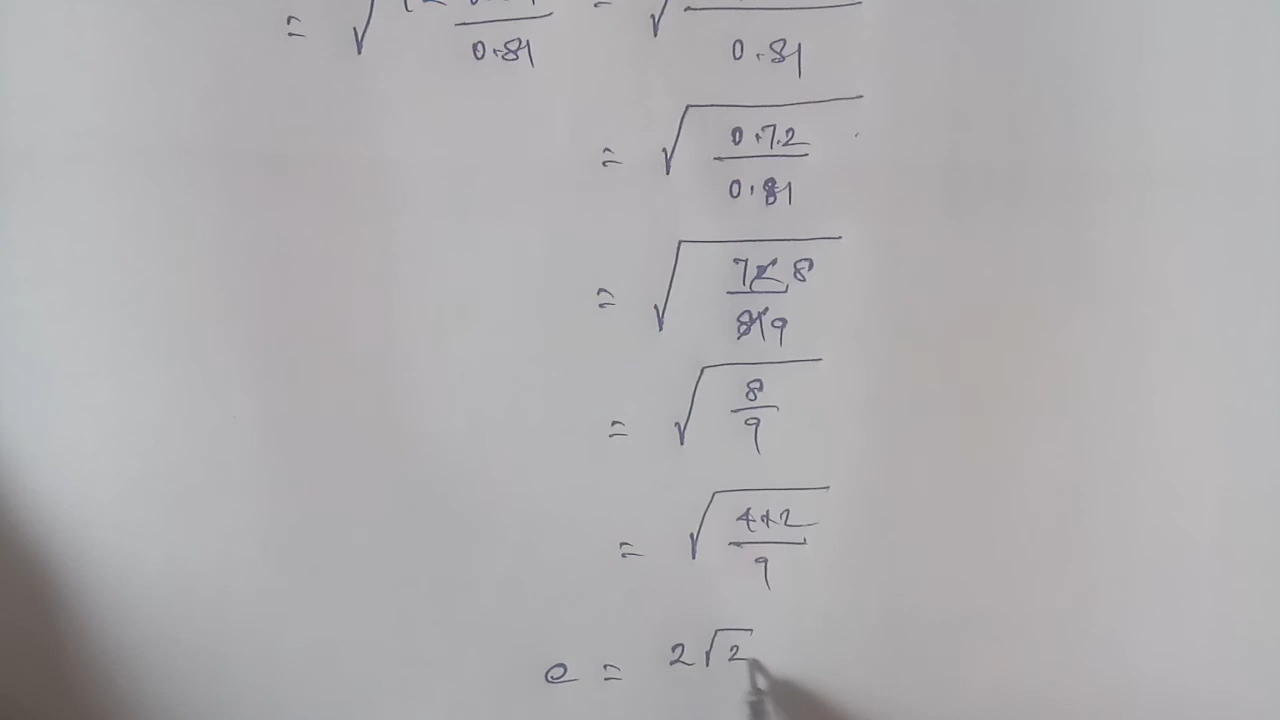 = √ 0.81 = √ 0.81
= √ 0.72/0.81
= √ 72 8/81 9
= √ 8/9
= √ 4×2/9
e = 2√2